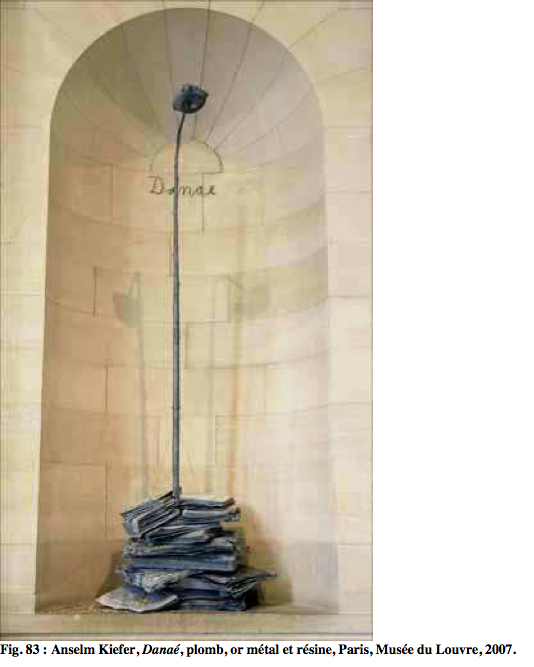 Danae
Fig. 83 : Anselm Kiefer, Danaé, plomb, or métal et résine, Paris, Musée du Louvre, 2007.